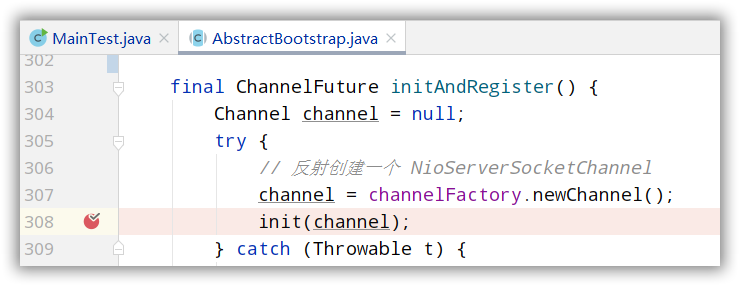 MainTest.java
AbstractBootstrap.java
302
303 final ChannelFuture initAndRegister() {
304 Channel channel = null;
305 try {
306 // 反射创建一个 NioServerSocketChannel
307 channel = channelFactory.newChannel();
308 init(channel);
309 } catch (Throwable t) {